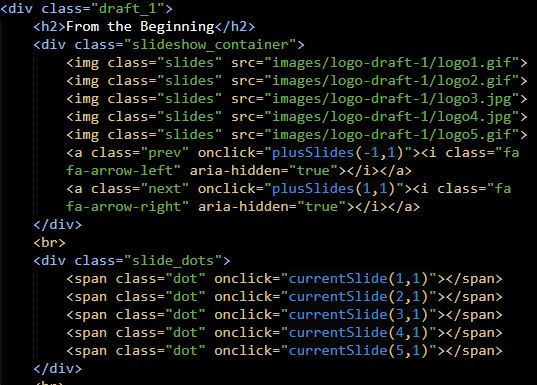 <div class="draft_1">
<h2>From the Beginning</h2>
<div class="slideshow_container">
<img class="slides" src="images/logo-draft-1/logo1.gif">
<img class="slides" src="images/logo-draft-1/logo2.gif">
<img class="slides" src="images/logo-draft-1/logo3.jpg">
<img class="slides" src="images/logo-draft-1/logo4.jpg">
<img class="slides" src="images/logo-draft-1/logo5.gif">
<a class="prev" onclick="plusSlides(-1,1)"><i class="fa
fa-arrow-left" aria-hidden="true"></i></a>
<a class="next" onclick="plusSlides(1,1)"><i class="fa
fa-arrow-right" aria-hidden="true"></i></a>
</div>
<br>
<div class="slide_dots">
<span class="dot" onclick="currentSlide(1,1)"></span>
<span class="dot" onclick="currentSlide(2,1)"></span>
<span class="dot" onclick="currentSlide(3,1)"></span>
<span class="dot" onclick="currentSlide(4,1)"></span>
<span class="dot" onclick="currentSlide(5,1)"></span>
</div>
<br>